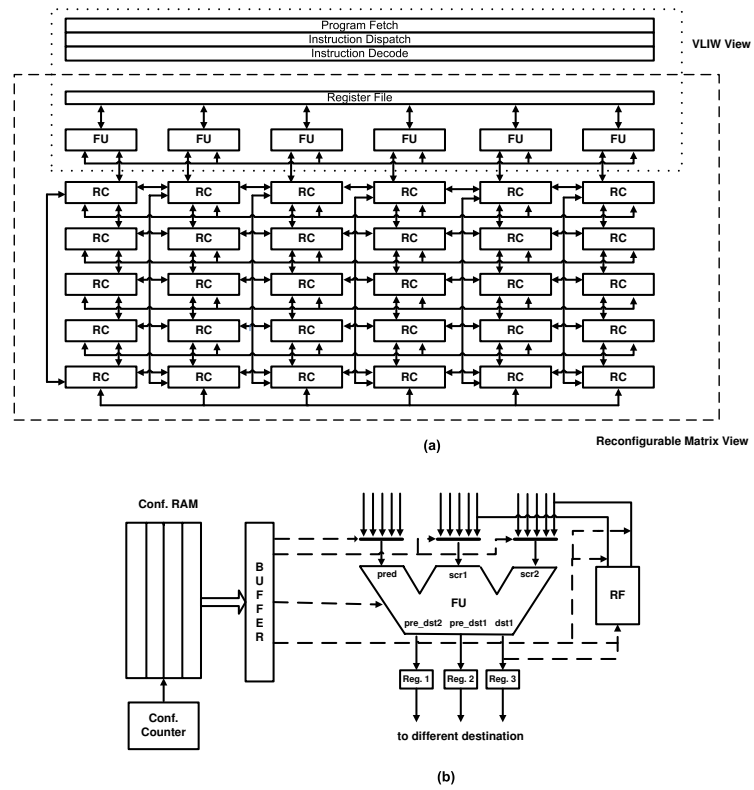 Program Fetch
Instruction Dispatch
Instruction Decode
VLIW View
Register File
FU FU FU FU FU FU
RC RC RC RC RC RC
RC RC RC RC RC RC
RC RC RC RC RC RC
RC RC RC RC RC RC
RC RC RC RC RC RC
(a)
Reconfigurable Matrix View
Conf. RAM
BUFFER
pred scr1 scr2
FU
RF
pre_dst2 pre_dst1 dst1
Reg. 1 Reg. 2 Reg. 3
Conf.
Counter
to different destination
(b)